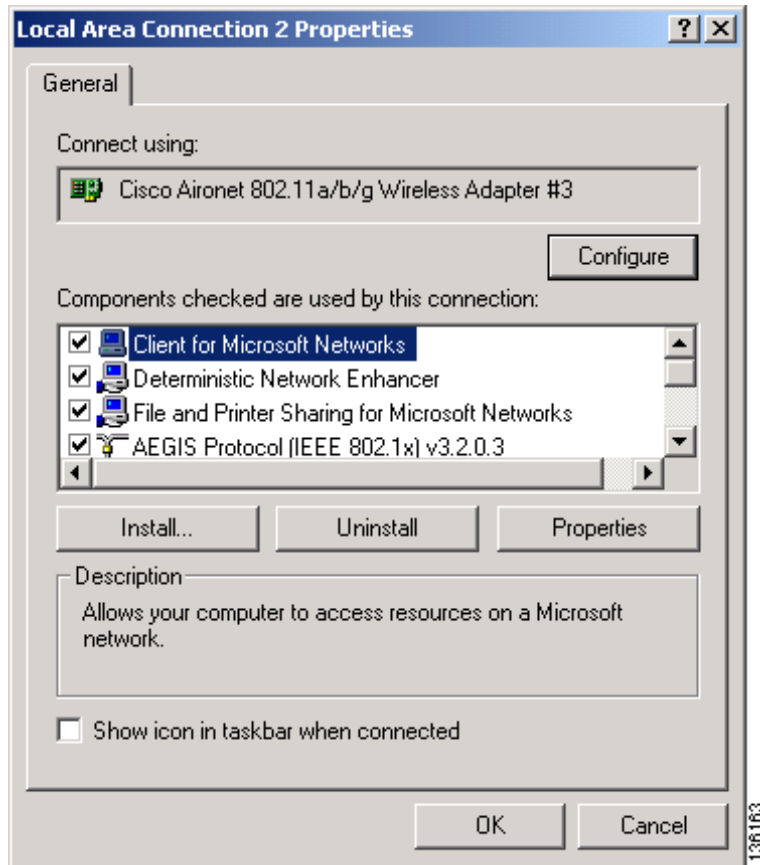 Local Area Connection 2 Properties
General
Connect using:
Cisco Aironet 802.11a/b/g Wireless Adapter #3
Configure
Components checked are used by this connection:
Client for Microsoft Networks
Deterministic Network Enhancer
File and Printer Sharing for Microsoft Networks
AEGIS Protocol (IEEE 802.1x) v3.2.0.3
Install...
Uninstall
Properties
Description
Allows your computer to access resources on a Microsoft
network.
Show icon in taskbar when connected
OK
Cancel
136163